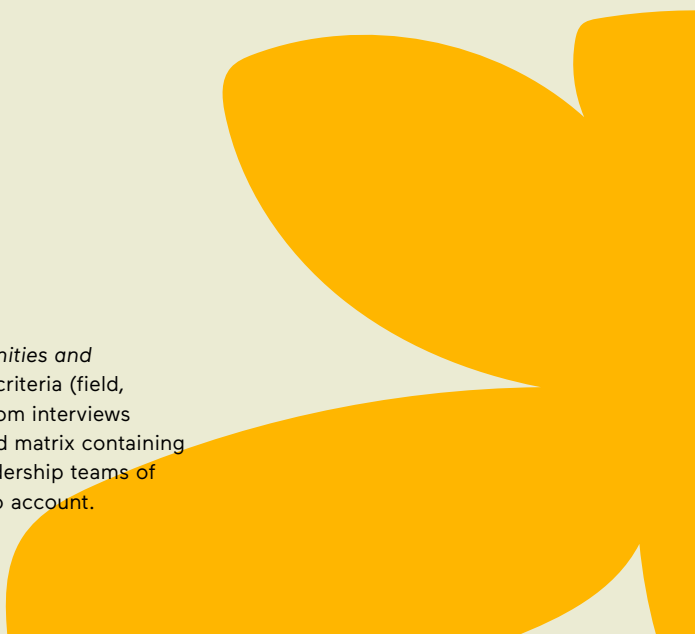 nities and
criteria (field,
om interviews
d matrix containing
dership teams of
o account.